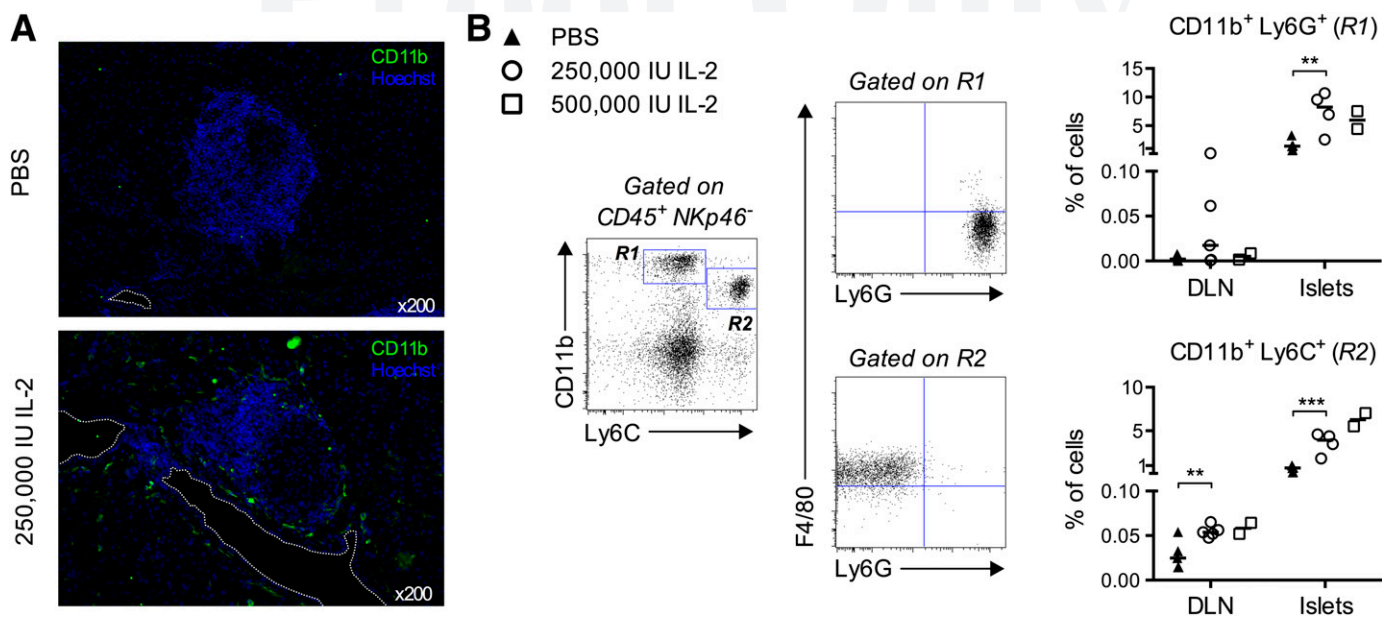 A
PBS
CD11b
Hoechst
x200
250,000 IU IL-2
CD11b
Hoechst
x200
B
PBS
250,000 IU IL-2
500,000 IU IL-2
Gated on
CD45+ NKp46-
R1
R2
CD11b
Ly6C
Gated on R1
Ly6G
Gated on R2
F4/80
Ly6G
CD11b+ Ly6G+ (R1)
% of cells
15
10
5
1
0.10
0.05
0.00
**
DLN
Islets
CD11b+ Ly6C+ (R2)
% of cells
10
5
1
0.10
0.05
0.00
**
***
DLN
Islets